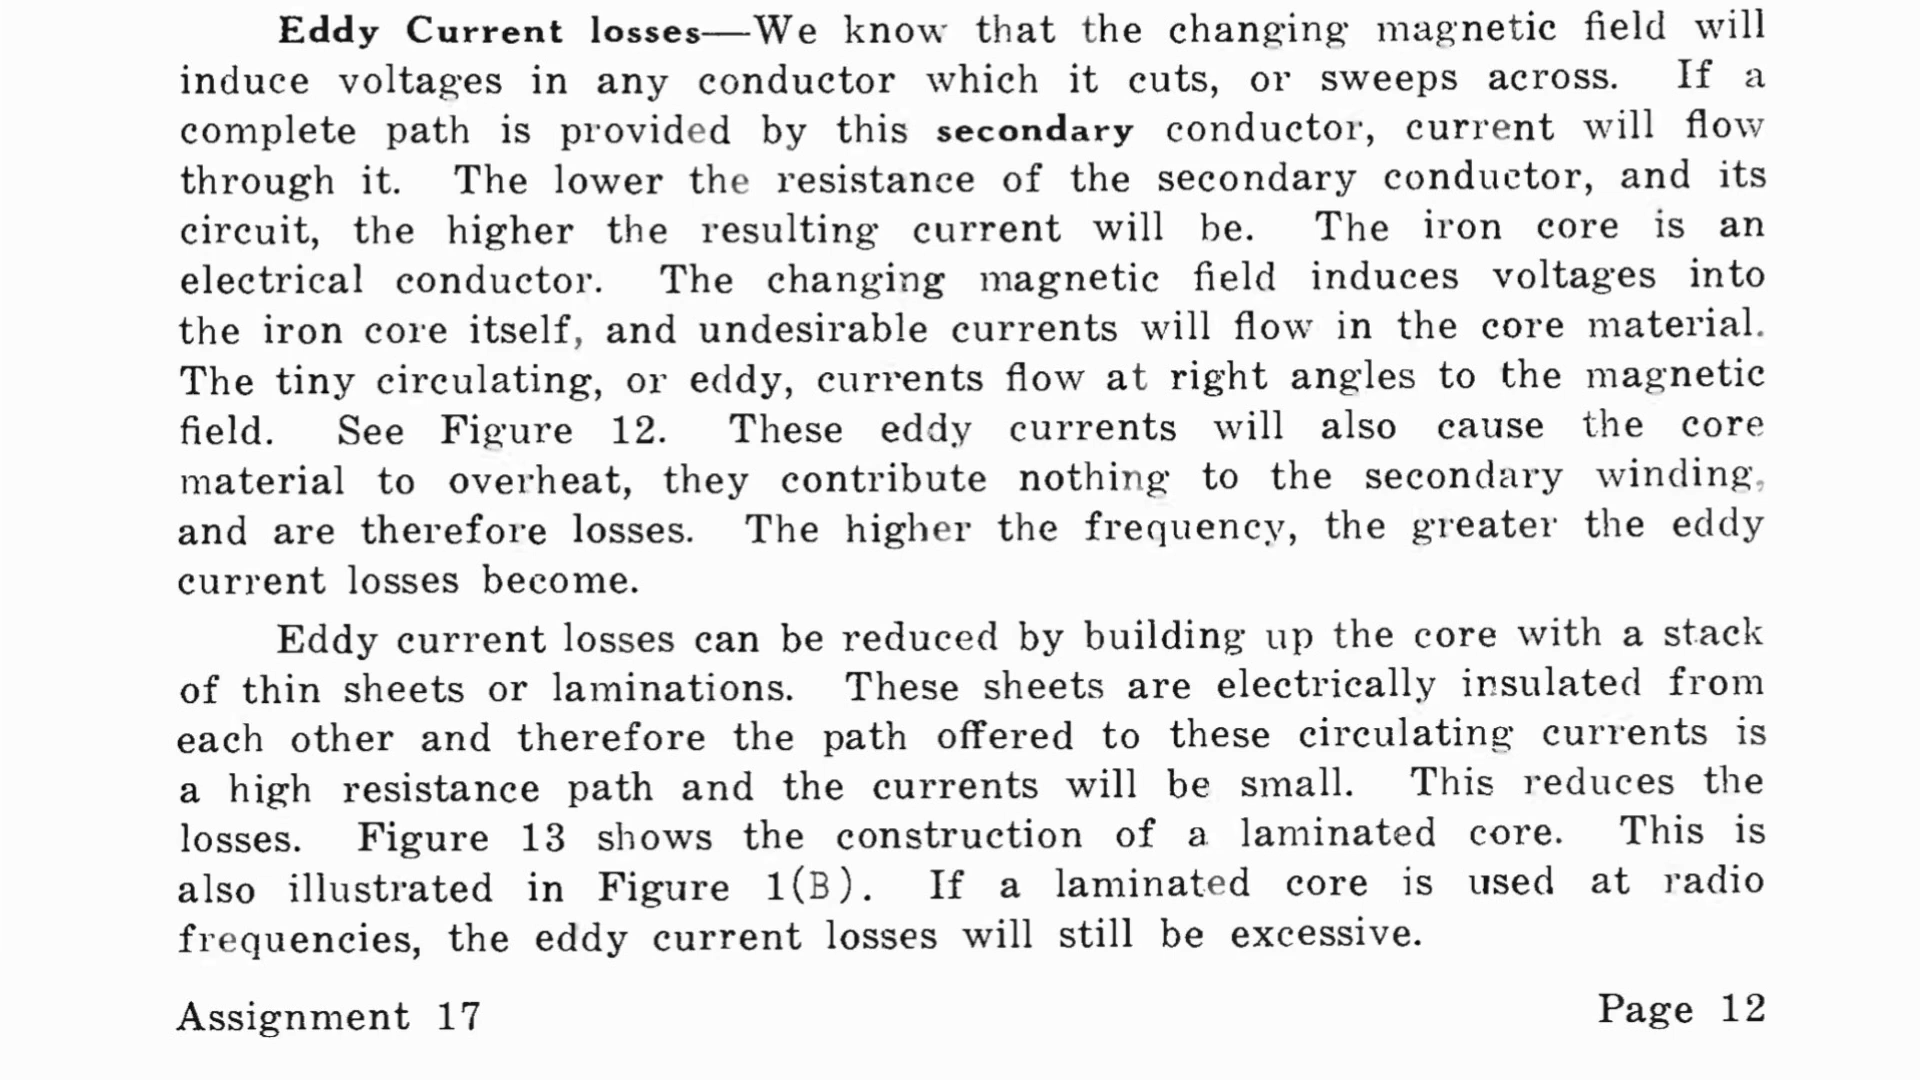 Eddy Current losses—We know that the changing magnetic field will
induce voltages in any conductor which it cuts, or sweeps across. If a
complete path is provided by this secondary conductor, current will flow
through it. The lower the resistance of the secondary conductor, and its
circuit, the higher the resulting current will be. The iron core is an
electrical conductor. The changing magnetic field induces voltages into
the iron core itself, and undesirable currents will flow in the core material.
The tiny circulating, or eddy, currents flow at right angles to the magnetic
field. See Figure 12. These eddy currents will also cause the core
material to overheat, they contribute nothing to the secondary winding,
and are therefore losses. The higher the frequency, the greater the eddy
current losses become.
Eddy current losses can be reduced by building up the core with a stack
of thin sheets or laminations. These sheets are electrically insulated from
each other and therefore the path offered to these circulating currents is
a high resistance path and the currents will be small. This reduces the
losses. Figure 13 shows the construction of a laminated core. This is
also illustrated in Figure 1(B). If a laminated core is used at radio
frequencies, the eddy current losses will still be excessive.
Assignment 17 Page 12